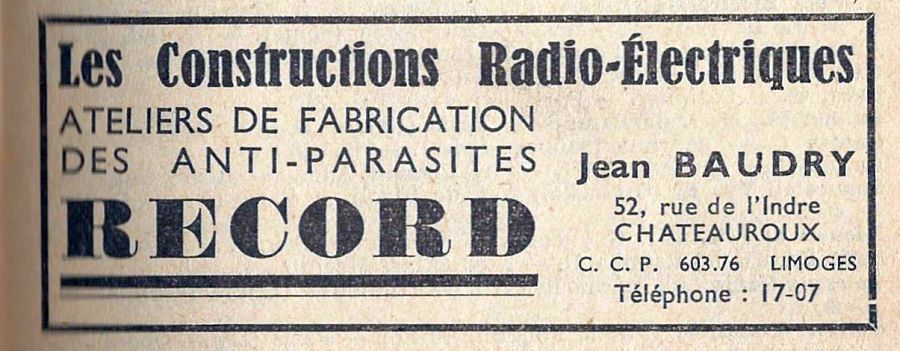 Les Constructions Radio-Électriques
ATELIERS DE FABRICATION
DES ANTI-PARASITES
RECORD
Jean BAUDRY
52, rue de l'Indre
CHATEAUROUX
C. C. P. 603.76 LIMOGES
Téléphone : 17-07